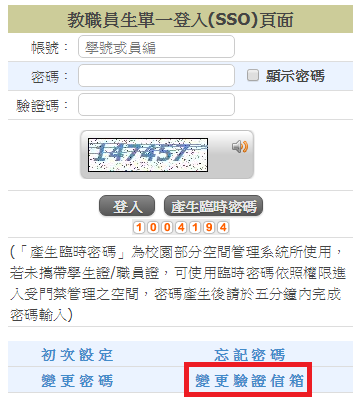 教職員生單一登入(SSO)頁面
帳號： 學號或員編
密碼： 顯示密碼
驗證碼：
147457
登入 產生臨時密碼
1004194
(「產生臨時密碼」為校園部分空間管理系統所使用，
若未攜帶學生證/職員證，可使用臨時密碼依照權限進
入受門禁管理之空間，密碼產生後請於五分鐘內完成
密碼輸入)
初次設定 忘記密碼
變更密碼 變更驗證信箱